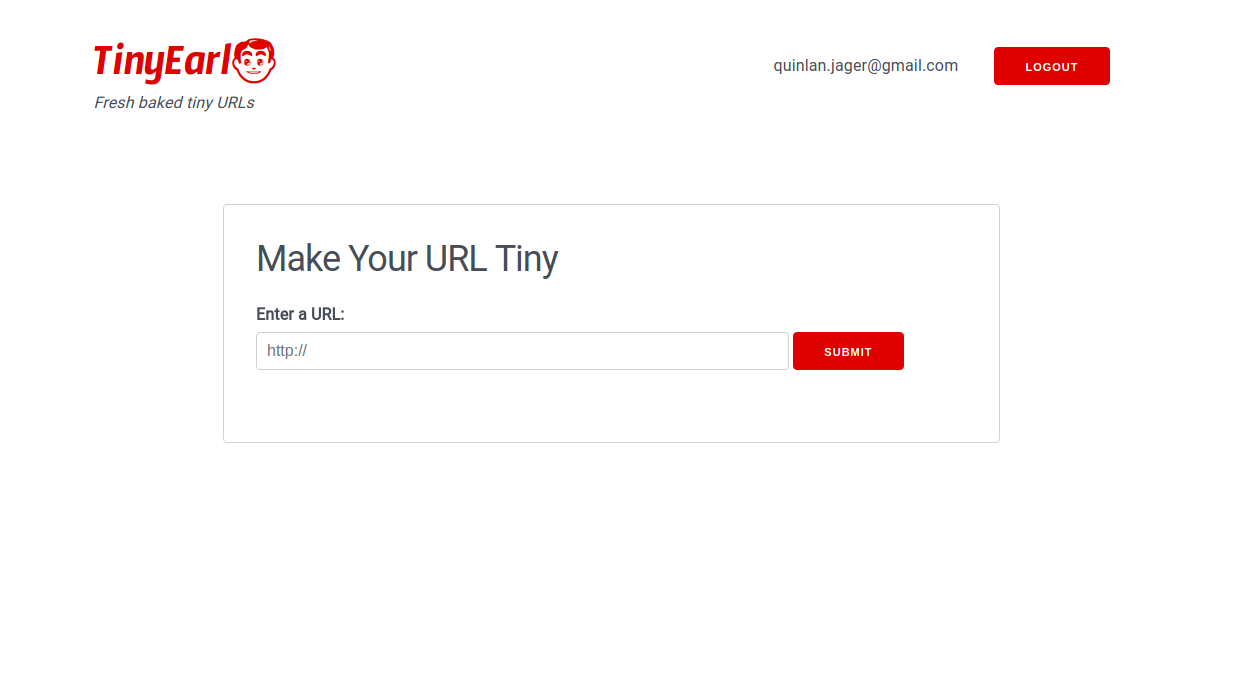 TinyEarl
Fresh baked tiny URLs
quinlan.jager@gmail.com
LOGOUT
Make Your URL Tiny
Enter a URL:
http://
SUBMIT